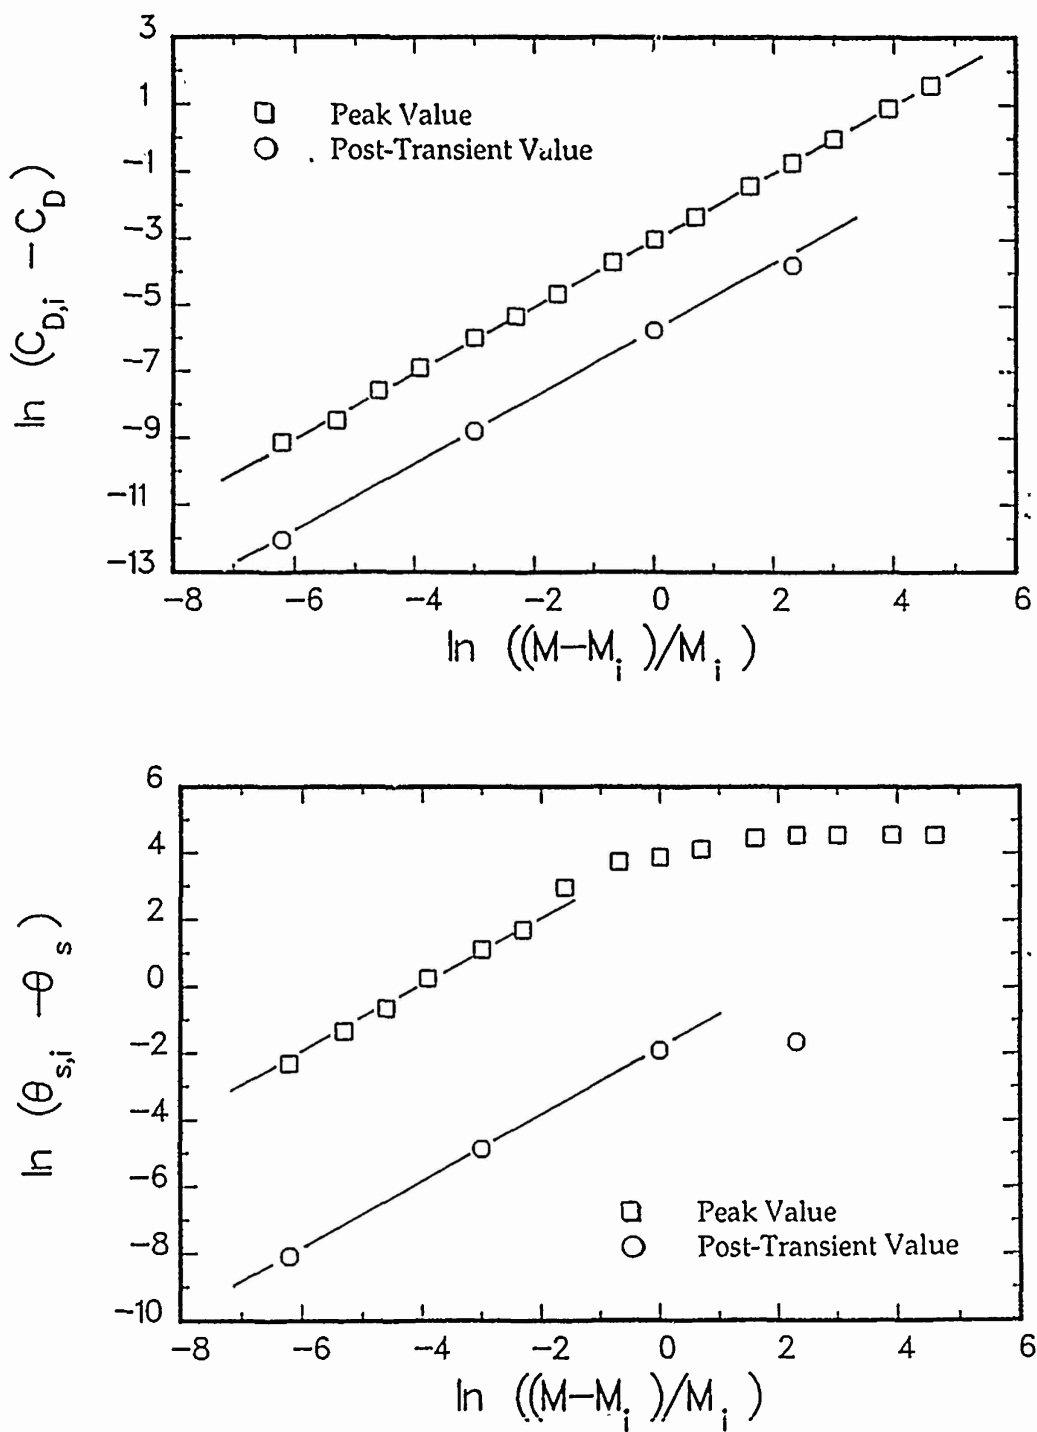 3
1
−1
−3
−5
−7
−9
−11
−13
ln (C_D,i − C_D)
□ Peak Value
○ Post-Transient Value
−8 −6 −4 −2 0 2 4 6
ln ((M−M_i)/M_i)
6
4
2
0
−2
−4
−6
−8
−10
ln (θ_s,i −θ_s)
□ Peak Value
○ Post-Transient Value
−8 −6 −4 −2 0 2 4 6
ln ((M−M_i)/M_i)